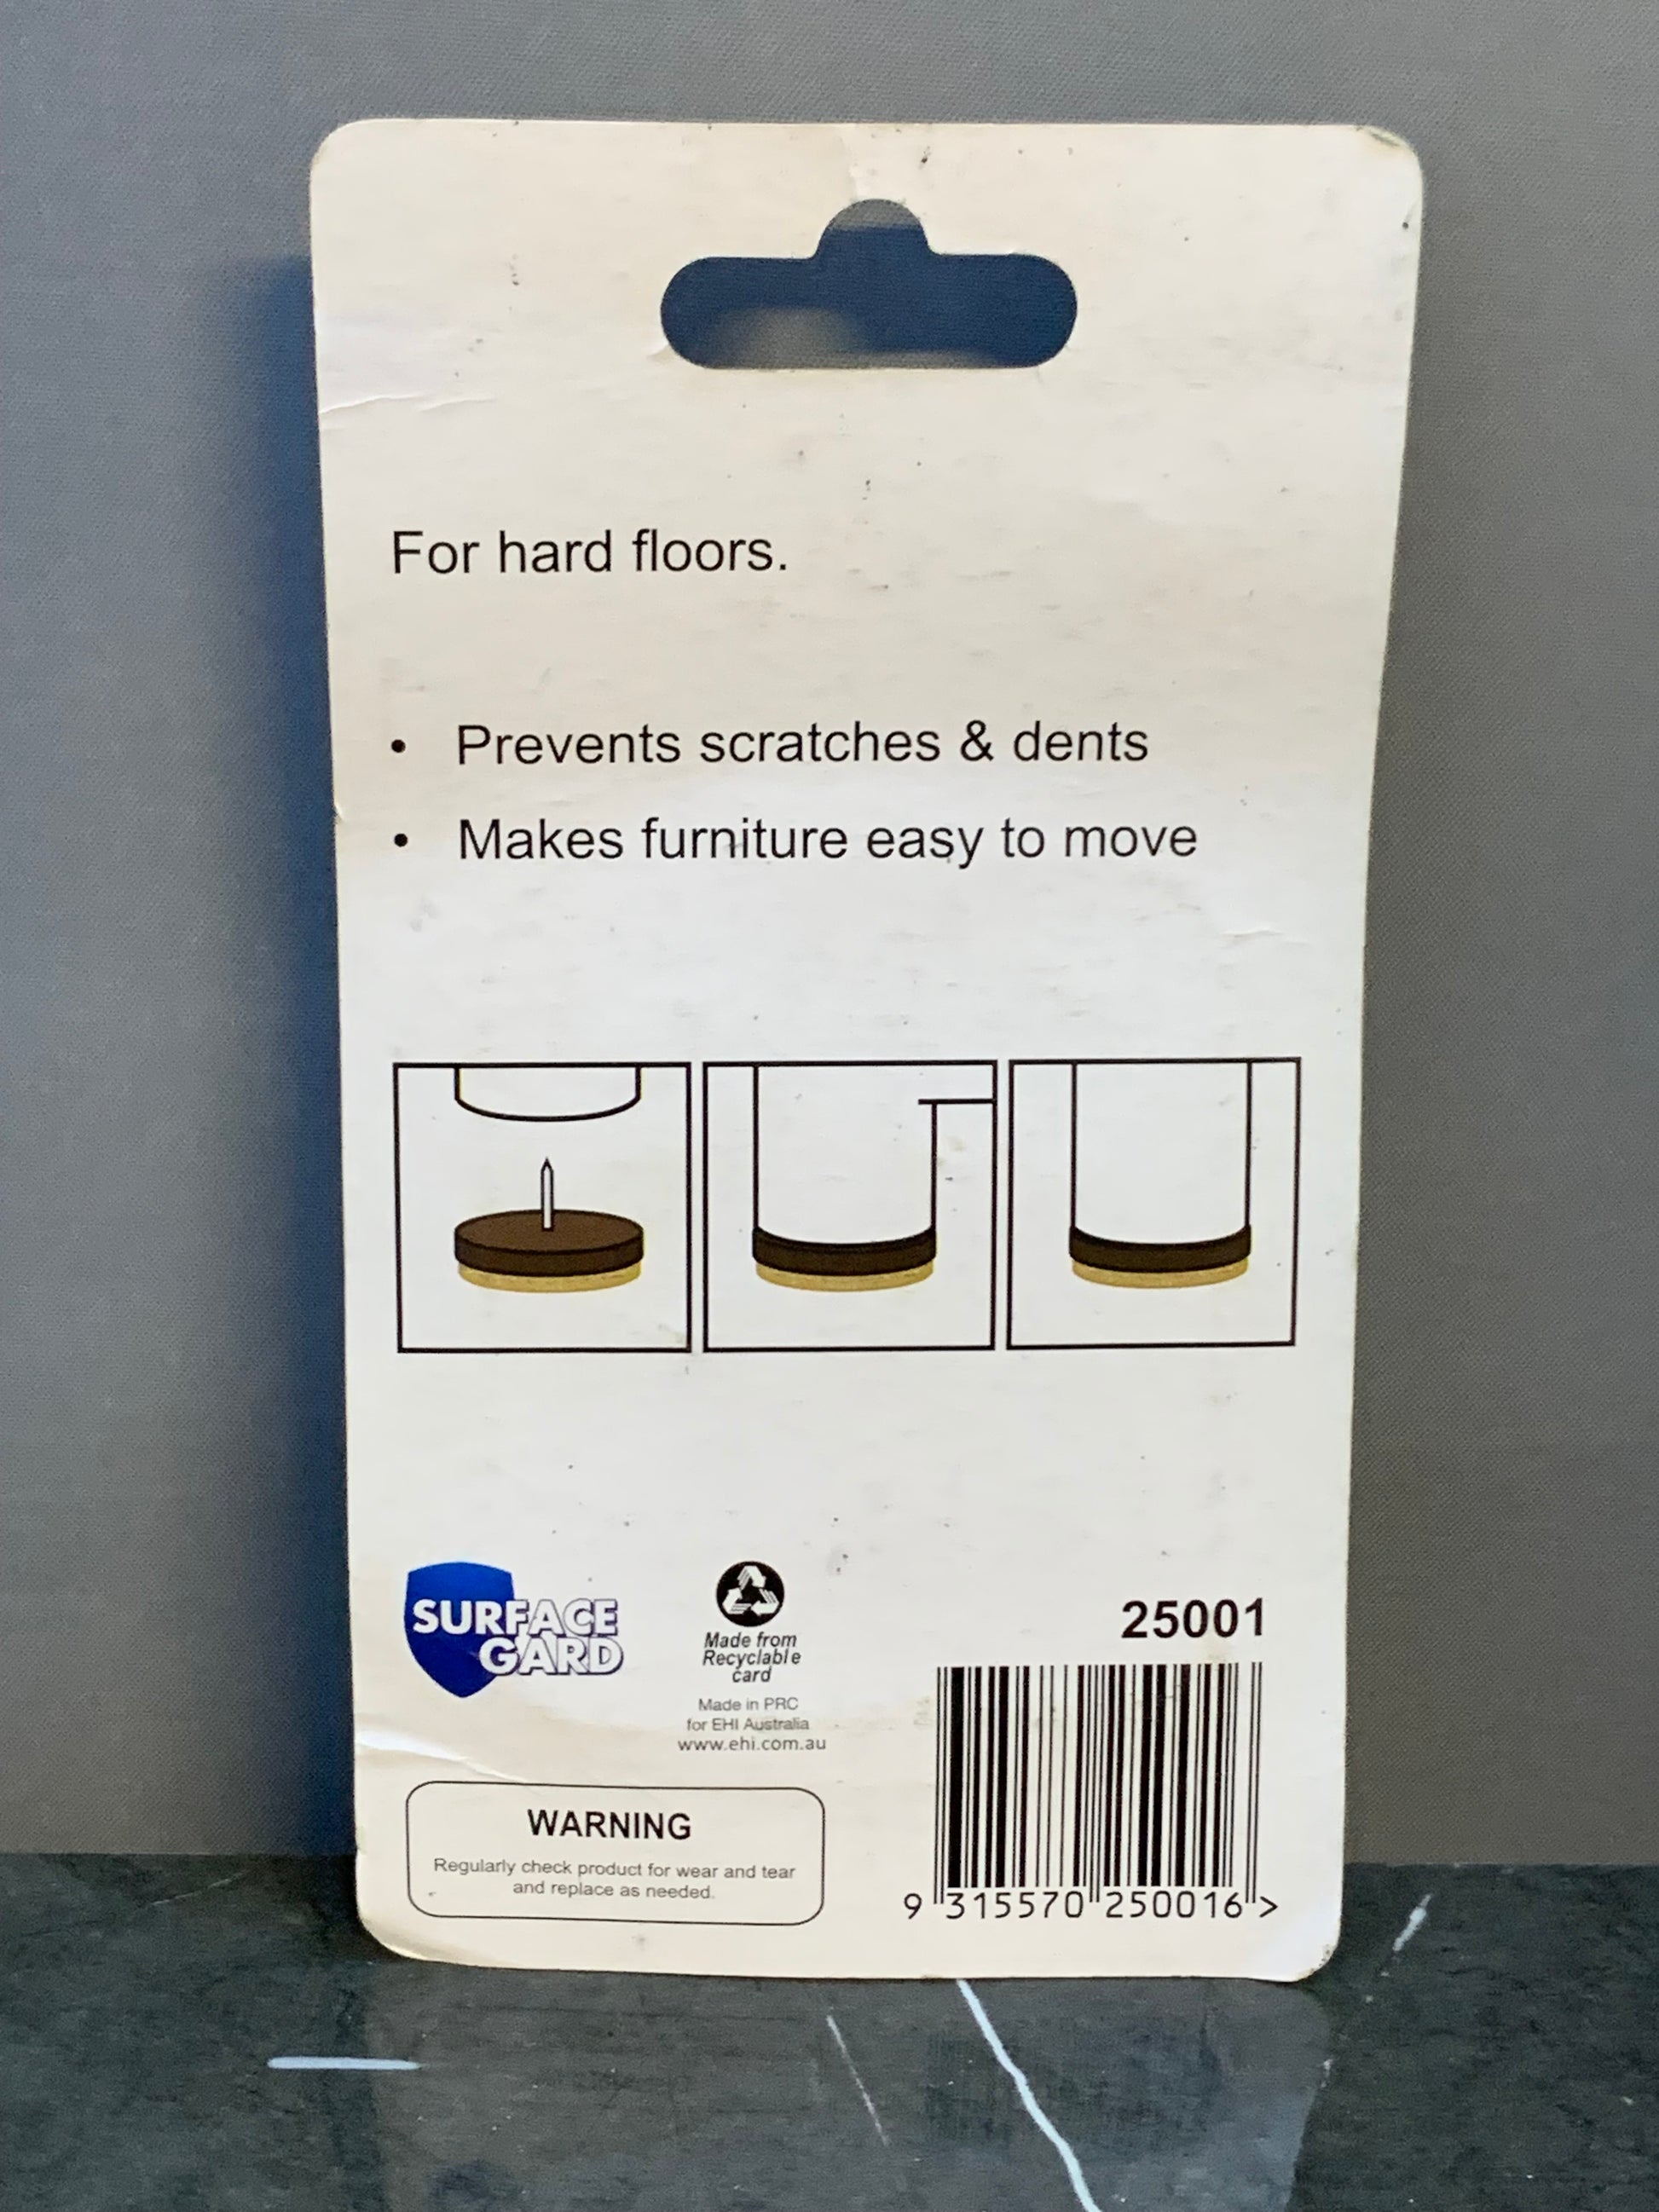 For hard floors.
• Prevents scratches & dents
• Makes furniture easy to move
SURFACE
GARD
Made from
Recyclable
card
Made in PRC
for EHI Australia
www.ehi.com.au
25001
WARNING
Regularly check product for wear and tear
and replace as needed.
9 315570 250016 >